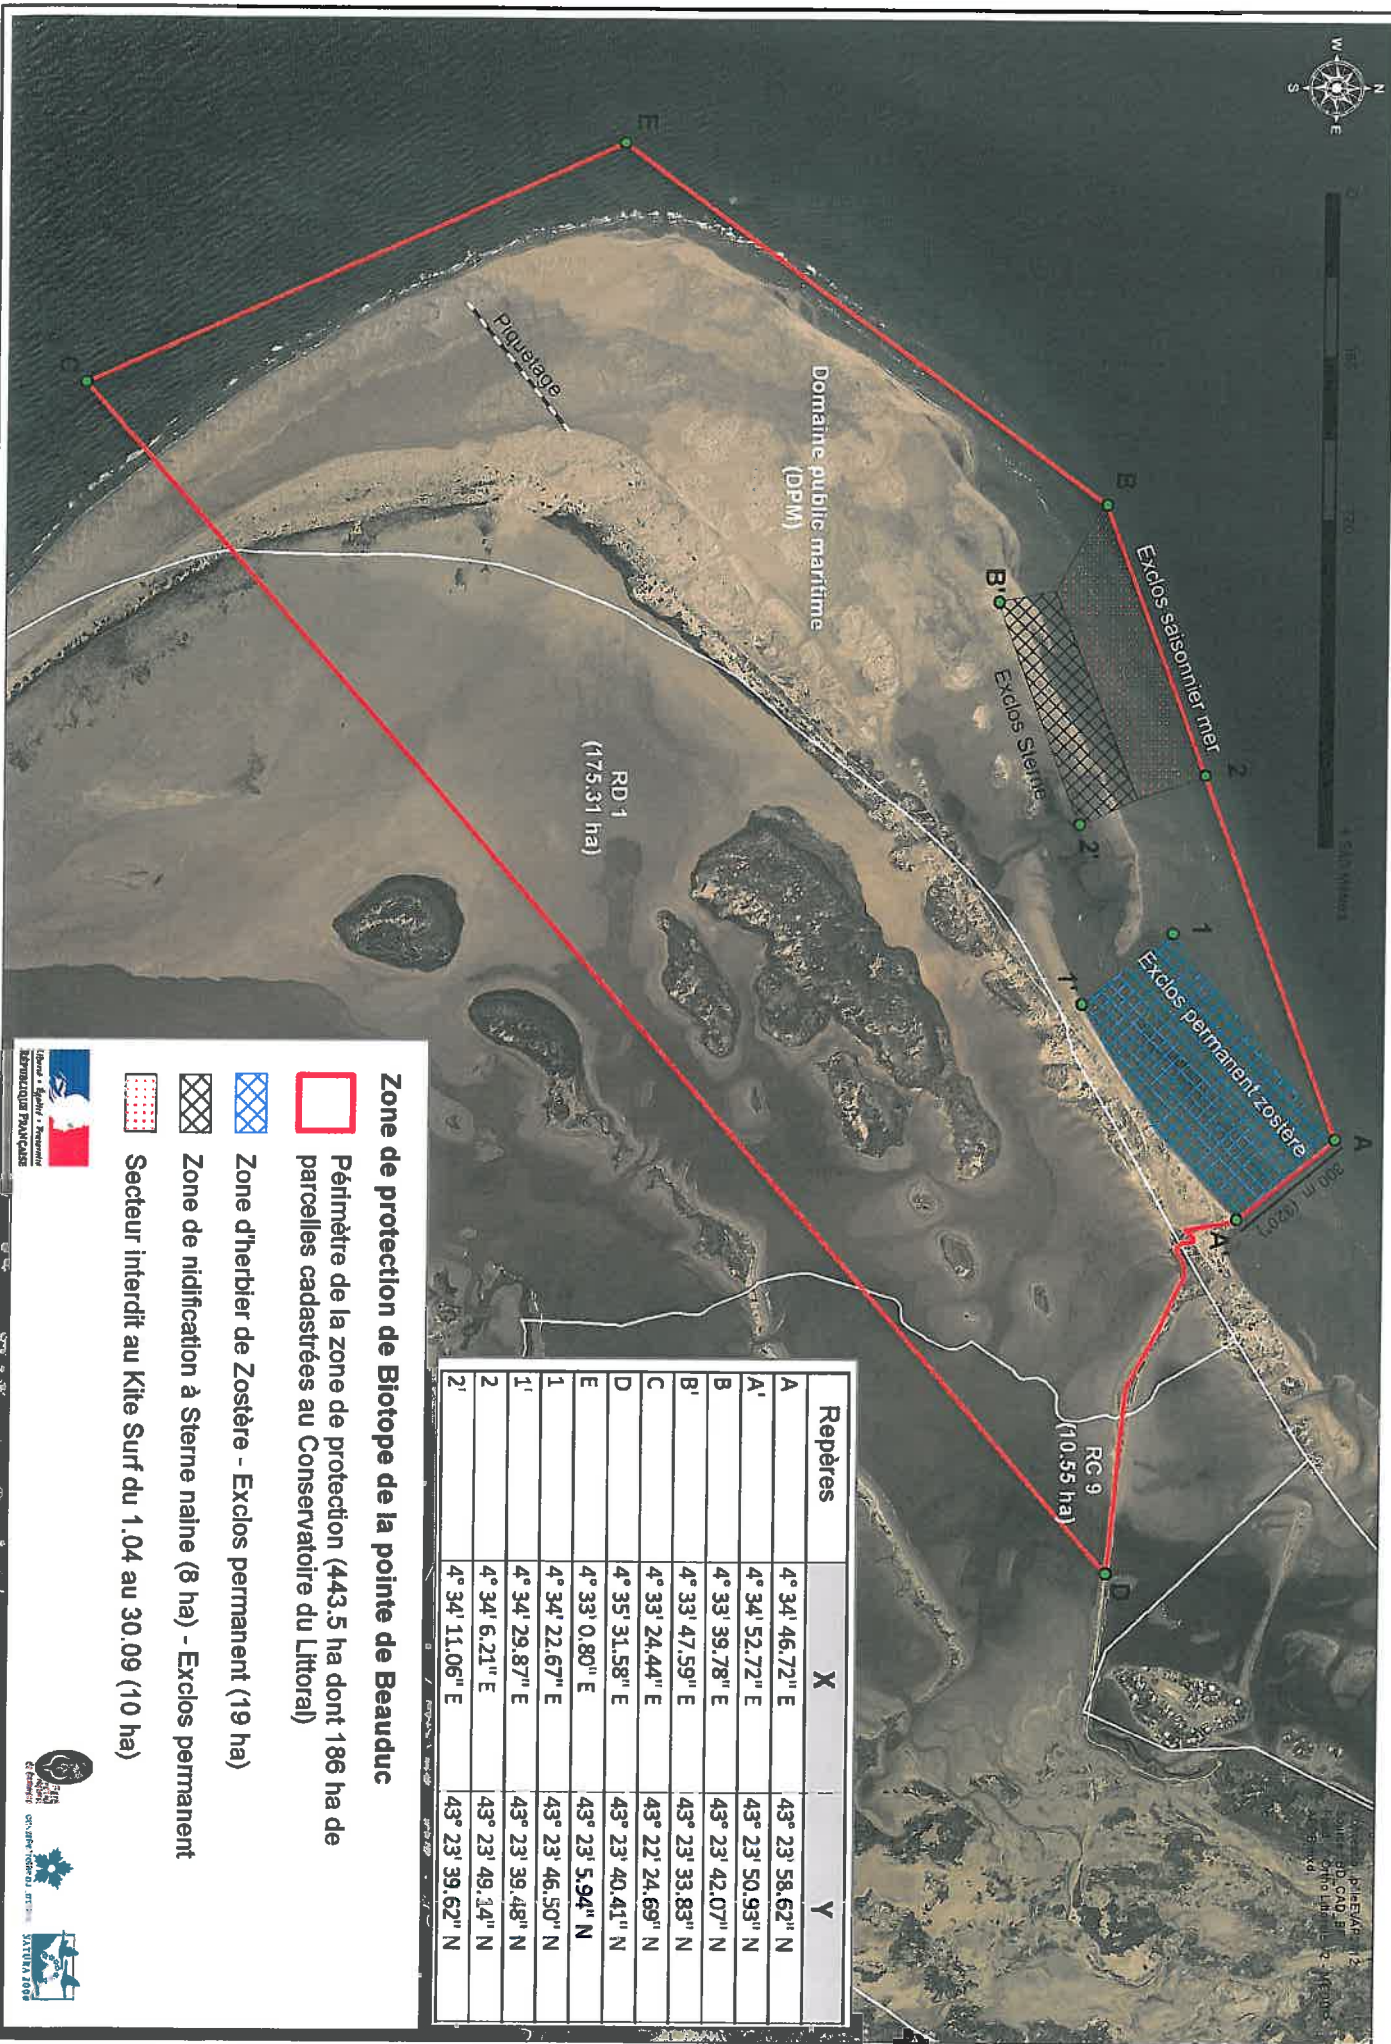 N
W
E
S
0
E
C
B
B'
2
2'
1
1'
A
A'
D
Piquetage
Domaine public maritime
(DPM)
Exclos saisonnier mer
Exclos Sterne
Exclos permanent zostère
300 m (320°)
RD 1
(175.31 ha)
RC 9
(10.55 ha)
Repères X Y
A 4° 34' 46.72" E 43° 23' 58.62" N
A' 4° 34' 52.72" E 43° 23' 50.93" N
B 4° 33' 39.78" E 43° 23' 42.07" N
B' 4° 33' 47.59" E 43° 23' 33.83" N
C 4° 33' 24.44" E 43° 22' 24.69" N
D 4° 35' 31.58" E 43° 23' 40.41" N
E 4° 33' 0.80" E 43° 23' 5.94" N
1 4° 34' 22.67" E 43° 23' 46.50" N
1' 4° 34' 29.87" E 43° 23' 39.48" N
2 4° 34' 6.21" E 43° 23' 49.14" N
2' 4° 34' 11.06" E 43° 23' 39.62" N
Zone de protection de Biotope de la pointe de Beauduc
Périmètre de la zone de protection (443.5 ha dont 186 ha de
parcelles cadastrées au Conservatoire du Littoral)
Zone d'herbier de Zostère - Exclos permanent (19 ha)
Zone de nidification à Sterne naine (8 ha) - Exclos permanent
Secteur interdit au Kite Surf du 1.04 au 30.09 (10 ha)
Liberté • Égalité • Fraternité
RÉPUBLIQUE FRANÇAISE
NATURA 2000